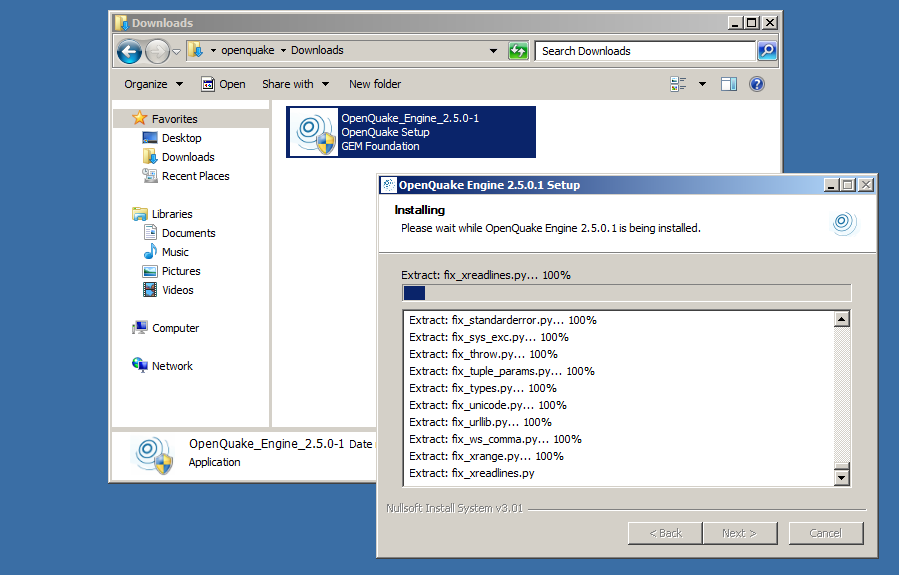 Downloads
openquake Downloads
Search Downloads
Organize Open Share with New folder
Favorites
Desktop
Downloads
Recent Places
Libraries
Documents
Music
Pictures
Videos
Computer
Network
OpenQuake_Engine_2.5.0-1
OpenQuake Setup
GEM Foundation
OpenQuake_Engine_2.5.0-1 Date
Application
OpenQuake Engine 2.5.0.1 Setup
Installing
Please wait while OpenQuake Engine 2.5.0.1 is being installed.
Extract: fix_xreadlines.py... 100%
Extract: fix_standarderror.py... 100%
Extract: fix_sys_exc.py... 100%
Extract: fix_throw.py... 100%
Extract: fix_tuple_params.py... 100%
Extract: fix_types.py... 100%
Extract: fix_unicode.py... 100%
Extract: fix_urllib.py... 100%
Extract: fix_ws_comma.py... 100%
Extract: fix_xrange.py... 100%
Extract: fix_xreadlines.py
Nullsoft Install System v3.01
< Back Next > Cancel